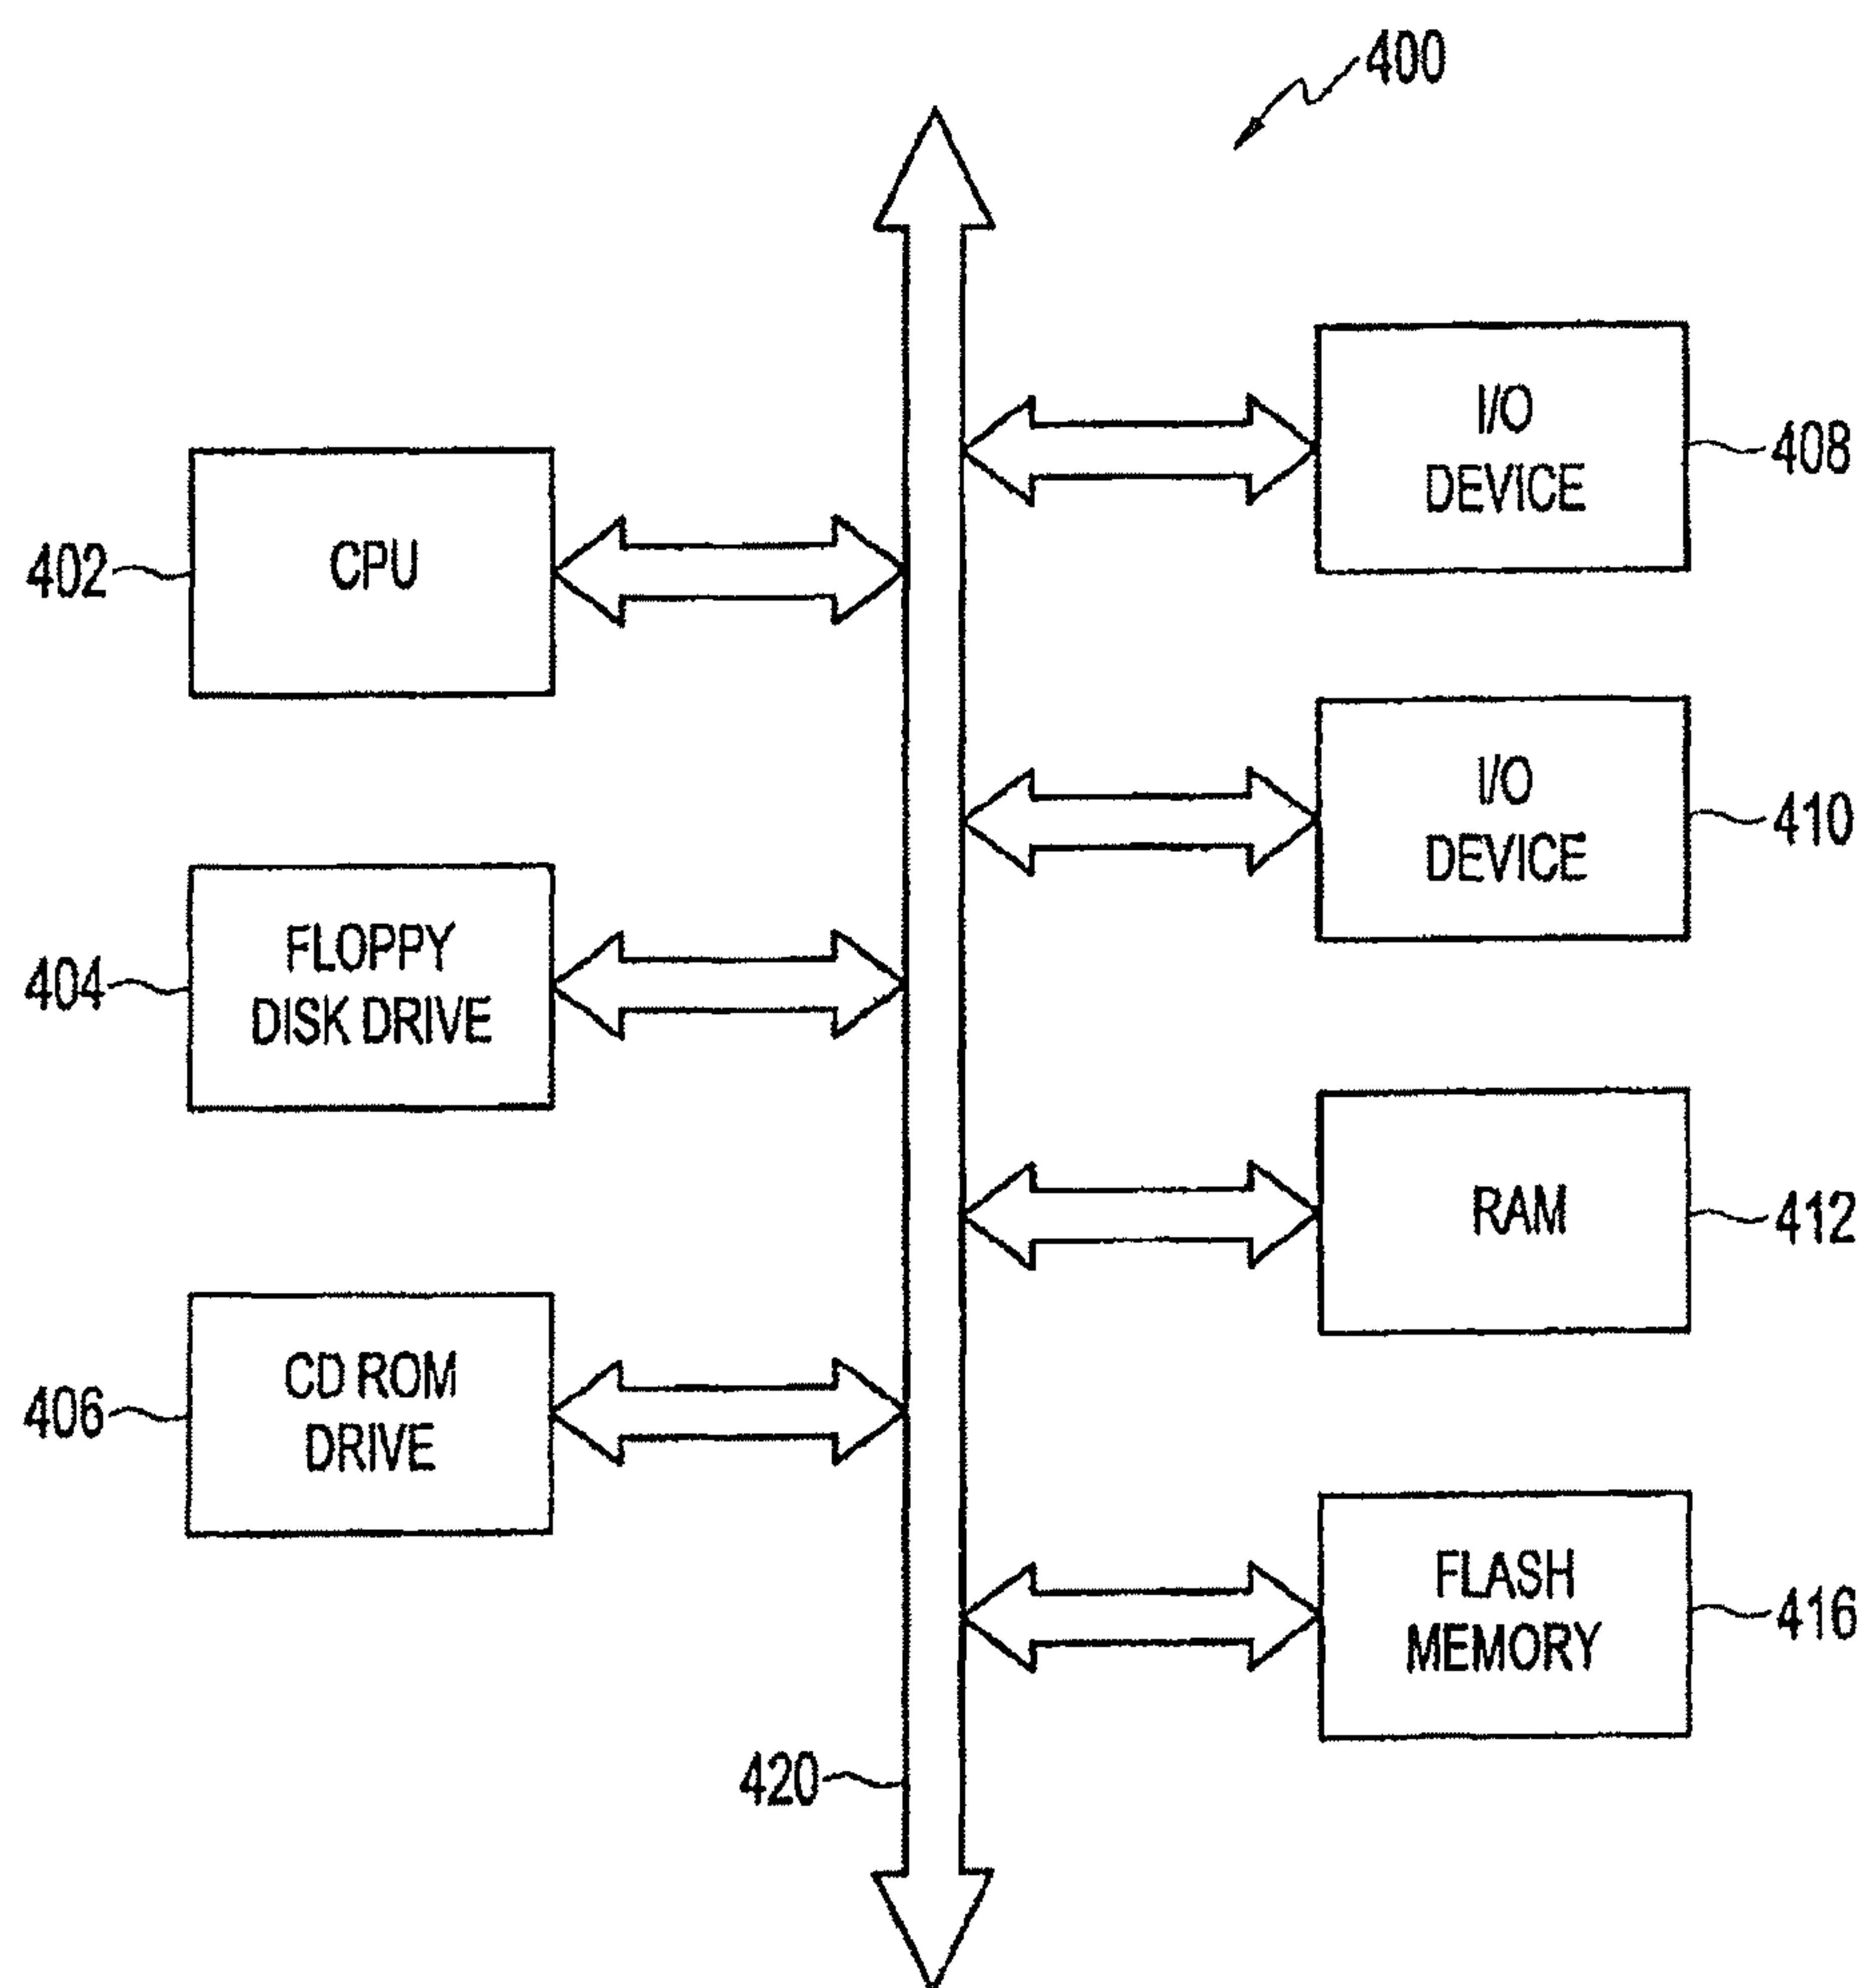 400
I/O
DEVICE
408
402
CPU
I/O
DEVICE
410
404
FLOPPY
DISK DRIVE
RAM
412
406
CD ROM
DRIVE
FLASH
MEMORY
416
420